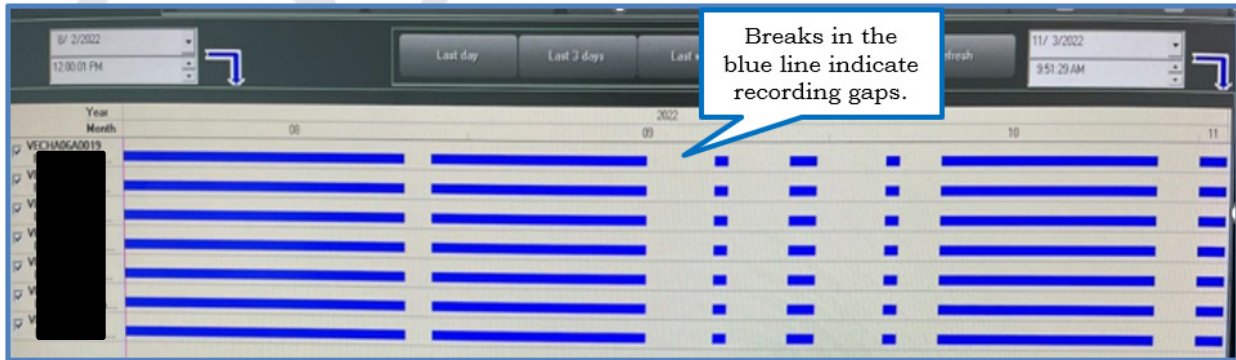 8/ 2/2022
12:00:01 PM
Last day
Last 3 days
Last
Breaks in the
blue line indicate
recording gaps.
11/ 3/2022
9:51:29 AM
Year
2022
Month
08
09
10
11
VECHA06A0019